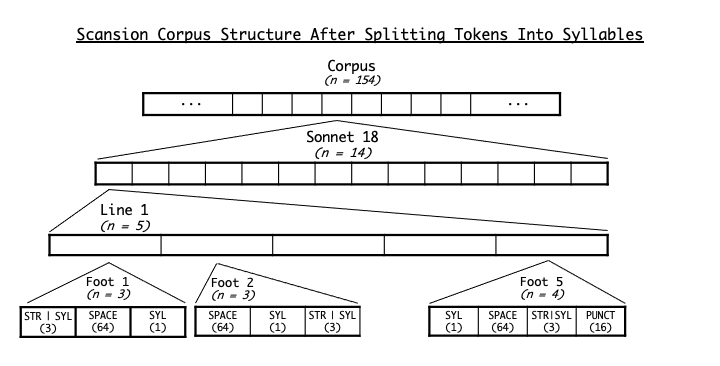 Scansion Corpus Structure After Splitting Tokens Into Syllables
Corpus
(n = 154)
... ...
Sonnet 18
(n = 14)
Line 1
(n = 5)
Foot 1
(n = 3)
Foot 2
(n = 3)
Foot 5
(n = 4)
STR | SYL SPACE SYL
(3) (64) (1)
SPACE SYL STR | SYL
(64) (1) (3)
SYL SPACE STR|SYL PUNCT
(1) (64) (3) (16)